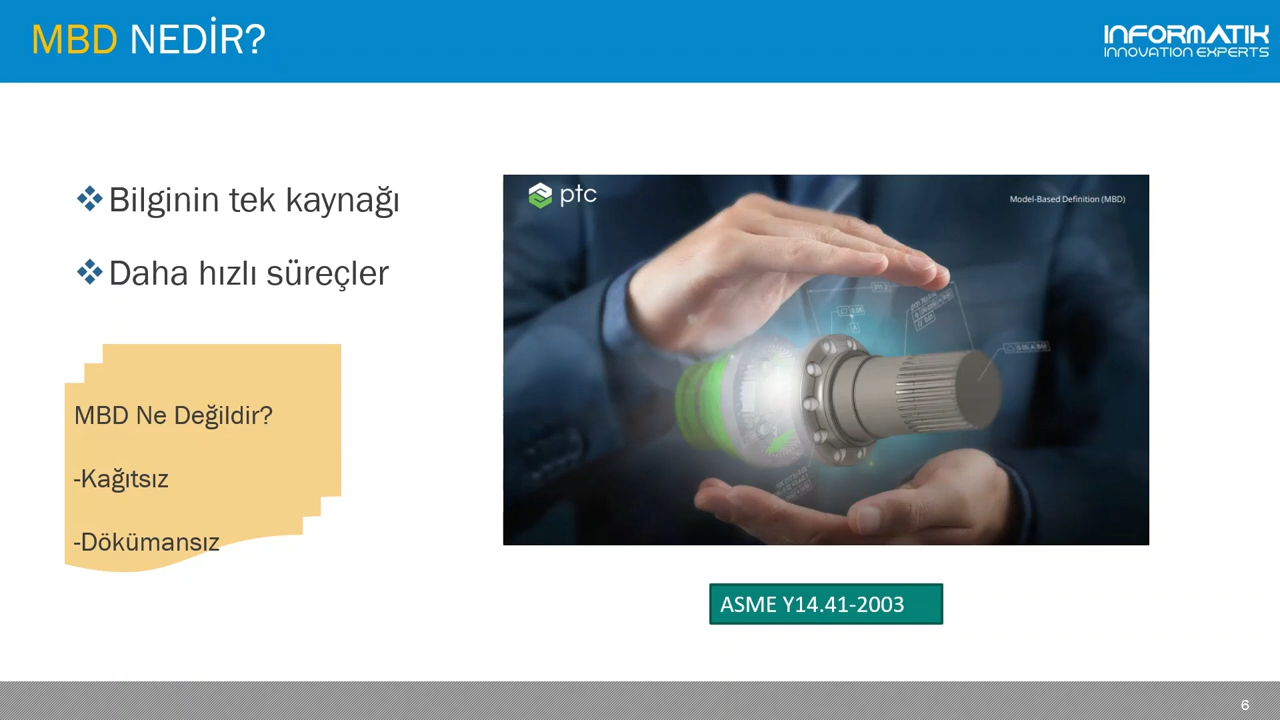 MBD NEDİR?
INFORMATIK
INNOVATION EXPERTS
Bilginin tek kaynağı
Daha hızlı süreçler
MBD Ne Değildir?
-Kağıtsız
-Dökümansız
ptc
Model-Based Definition (MBD)
ASME Y14.41-2003
6